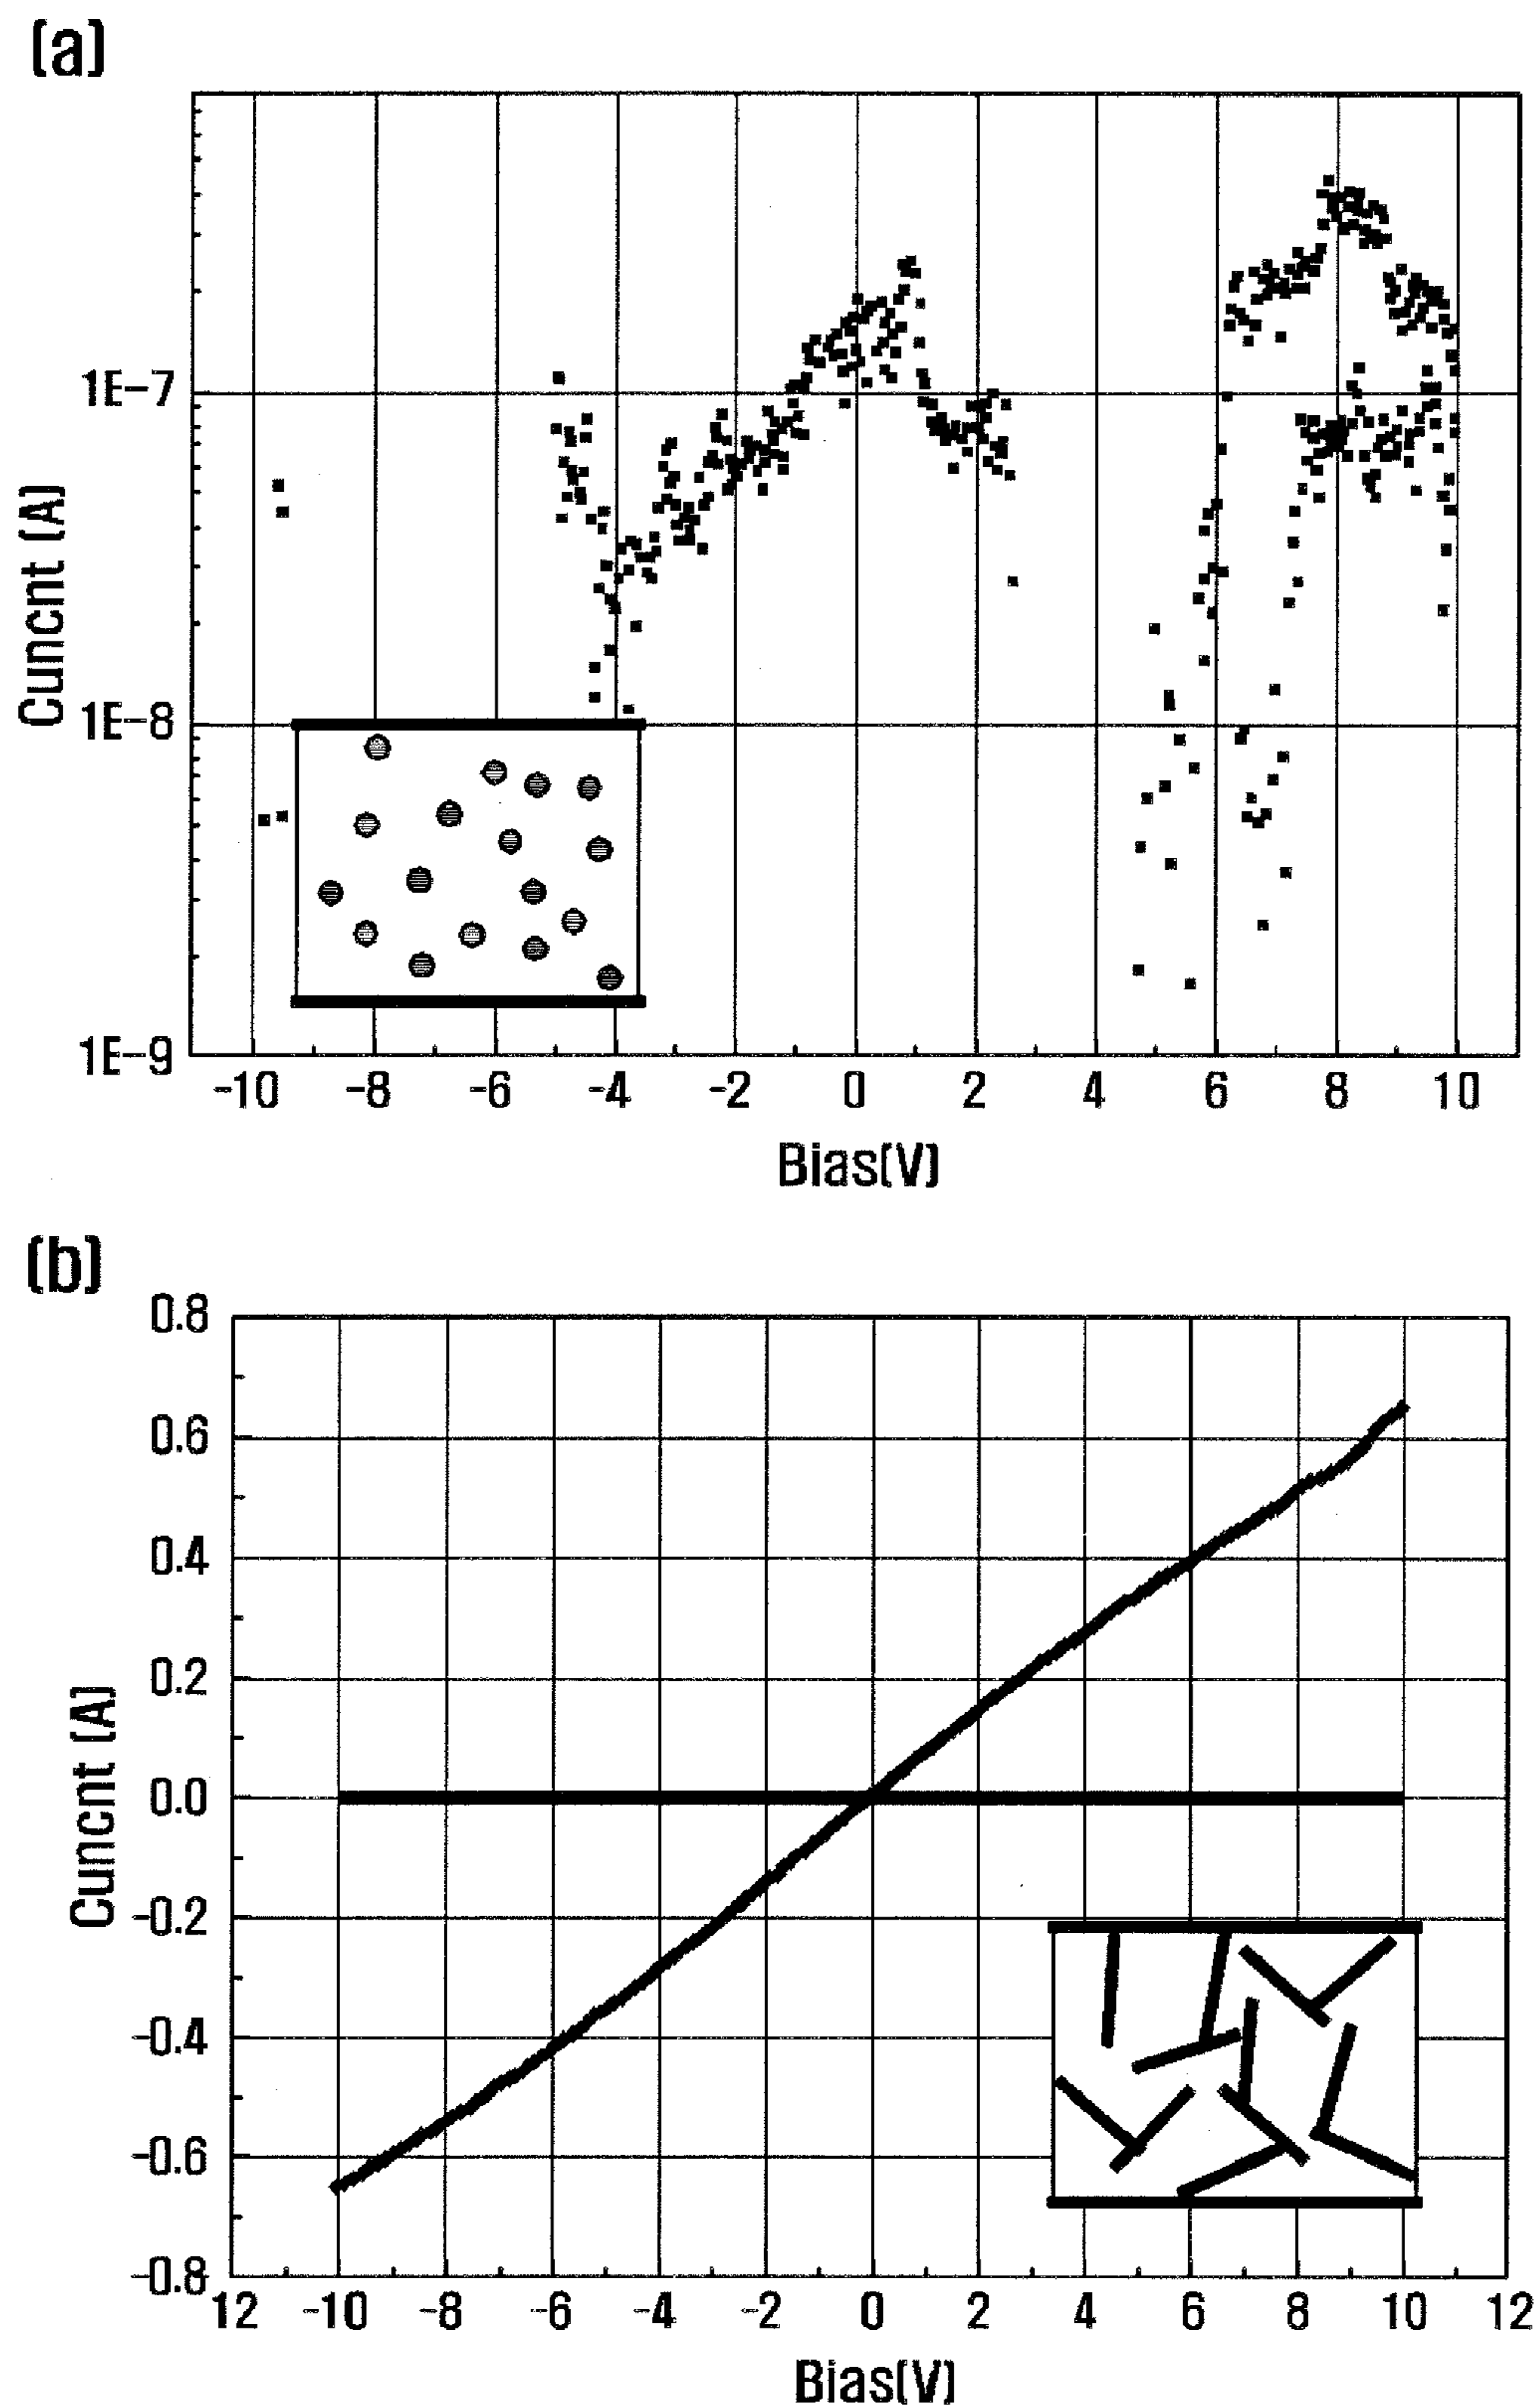 (a)
1E-7
1E-8
1E-9
Cuncnt (A)
-10 -8 -6 -4 -2 0 2 4 6 8 10
Bias(V)
(b)
0.8
0.6
0.4
0.2
0.0
-0.2
-0.4
-0.6
-0.8
Cuncnt (A)
12 -10 -8 -6 -4 -2 0 2 4 6 8 10 12
Bias(V)